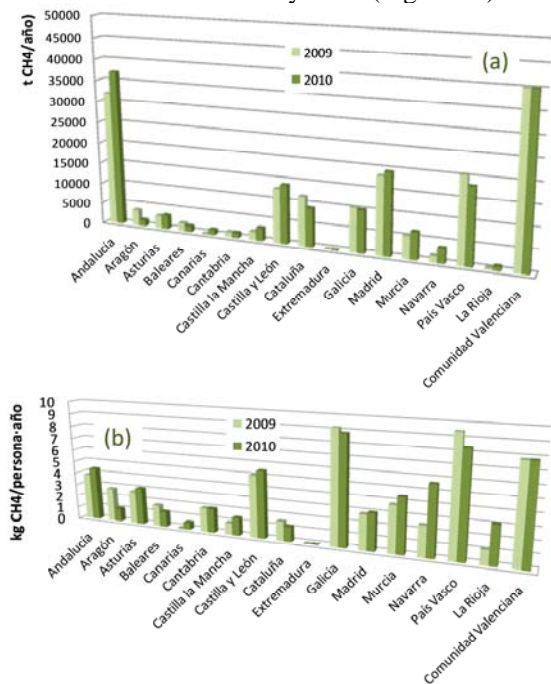 50000
45000
40000
35000
30000
25000
20000
15000
10000
5000
0
t CH4/año)
2009
2010
(a)
Andalucía
Aragón
Asturias
Baleares
Canarias
Cantabria
Castilla la Mancha
Castilla y León
Cataluña
Extremadura
Galicia
Madrid
Murcia
Navarra
País Vasco
La Rioja
Comunidad Valenciana
10
9
8
7
6
5
4
3
2
1
0
kg CH4/persona·año
(b)
2009
2010
Andalucía
Aragón
Asturias
Baleares
Canarias
Cantabria
Castilla la Mancha
Castilla y León
Cataluña
Extremadura
Galicia
Madrid
Murcia
Navarra
País Vasco
La Rioja
Comunidad Valenciana